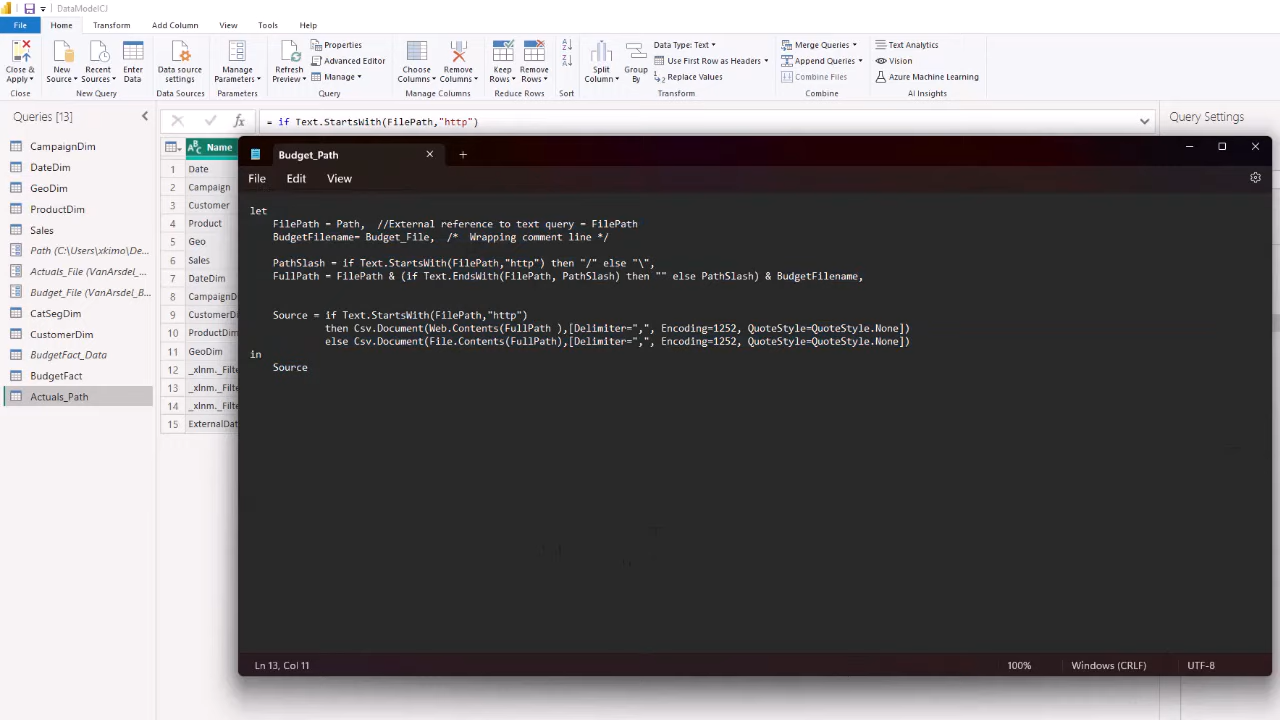 DataModelCJ
File Home Transform Add Column View Tools Help
Close & Apply
New Source
Recent Sources
Enter Data
Data source settings
Manage Parameters
Refresh Preview
Properties
Advanced Editor
Manage
Choose Columns
Remove Columns
Keep Rows
Remove Rows
Split Column
Group By
Data Type: Text
Use First Row as Headers
Replace Values
Merge Queries
Append Queries
Combine Files
Text Analytics
Vision
Azure Machine Learning
Close New Query Data Sources Parameters Query Manage Columns Reduce Rows Sort Transform Combine AI Insights
Queries [13]
= if Text.StartsWith(FilePath,"http")
Query Settings
CampaignDim
DateDim
GeoDim
ProductDim
Sales
Path (C:\Users\xkimo\De...
Actuals_File (VanArsdel_...
Budget_File (VanArsdel_B...
CatSegDim
CustomerDim
BudgetFact_Data
BudgetFact
Actuals_Path
ABC Name
1 Date
2 Campaign
3 Customer
4 Product
5 Geo
6 Sales
7 DateDim
8 CampaignD
9 CustomerD
10 ProductDim
11 GeoDim
12 _xlnm._Filte
13 _xlnm._Filte
14 _xlnm._Filte
15 ExternalDat
Budget_Path
File Edit View
let
FilePath = Path, //External reference to text query = FilePath
BudgetFilename= Budget_File, /* Wrapping comment line */
PathSlash = if Text.StartsWith(FilePath,"http") then "/" else "\",
FullPath = FilePath & (if Text.EndsWith(FilePath, PathSlash) then "" else PathSlash) & BudgetFilename,
Source = if Text.StartsWith(FilePath,"http")
then Csv.Document(Web.Contents(FullPath ),[Delimiter=",", Encoding=1252, QuoteStyle=QuoteStyle.None])
else Csv.Document(File.Contents(FullPath),[Delimiter=",", Encoding=1252, QuoteStyle=QuoteStyle.None])
in
Source
Ln 13, Col 11 100% Windows (CRLF) UTF-8